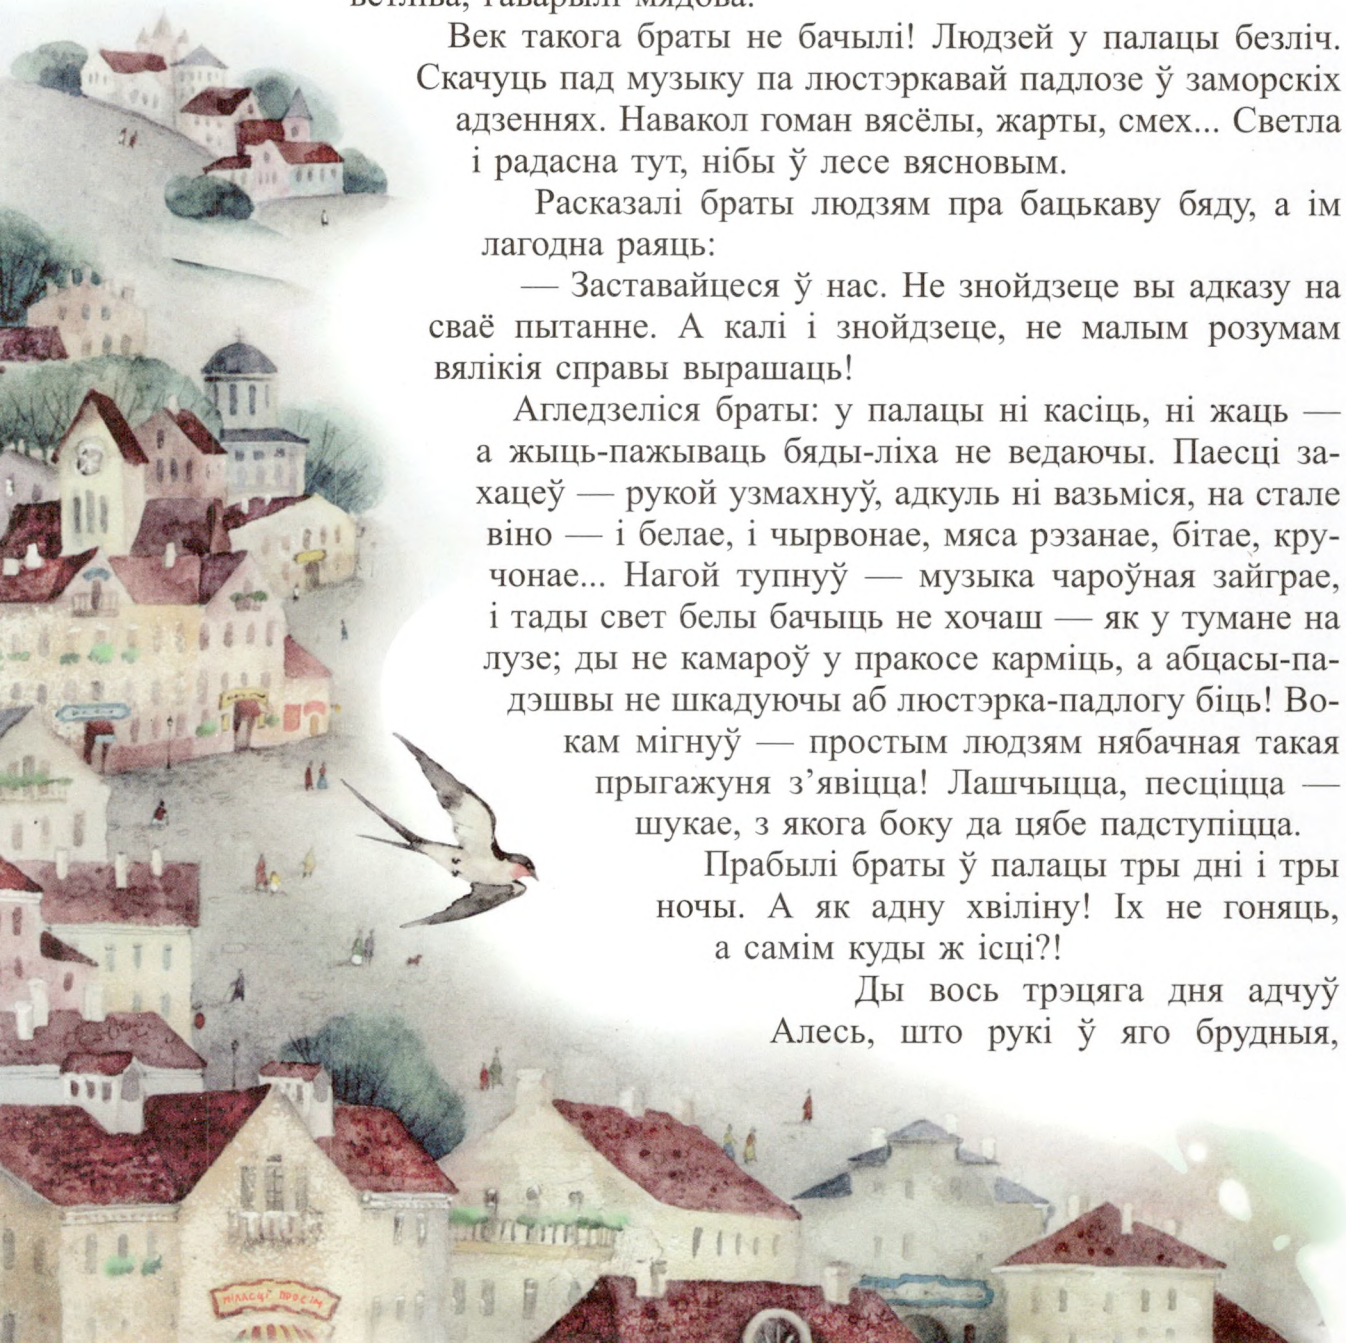 ветліва, гаварылі мядова.
Век такога браты не бачылі! Людзей у палацы безліч.
Скачуць пад музыку па люстэркавай падлозе ў заморскіх
адзеннях. Навакол гоман вясёлы, жарты, смех... Светла
і радасна тут, нібы ў лесе вясновым.
Расказалі браты людзям пра бацькаву бяду, а ім
лагодна раяць:
— Заставайцеся ў нас. Не знойдзеце вы адказу на
сваё пытанне. А калі і знойдзеце, не малым розумам
вялікія справы вырашаць!
Агледзеліся браты: у палацы ні касіць, ні жаць —
а жыць-пажываць бяды-ліха не ведаючы. Паесці за-
хацеў — рукой узмахнуў, адкуль ні вазьміся, на стале
віно — і белае, і чырвонае, мяса рэзанае, бітае, кру-
чонае... Нагой тупнуў — музыка чароўная зайграе,
і тады свет белы бачыць не хочаш — як у тумане на
лузе; ды не камароў у пракосе карміць, а абцасы-па-
дэшвы не шкадуючы аб люстэрка-падлогу біць! Во-
кам мігнуў — простым людзям нябачная такая
прыгажуня з’явіцца! Лашчыцца, песціцца —
шукае, з якога боку да цябе падступіцца.
Прабылі браты ў палацы тры дні і тры
ночы. А як адну хвіліну! Іх не гоняць,
а самім куды ж ісці?!
Ды вось трэцяга дня адчуў
Алесь, што рукі ў яго брудныя,
МІЛАСЦІ ПРОСІМ